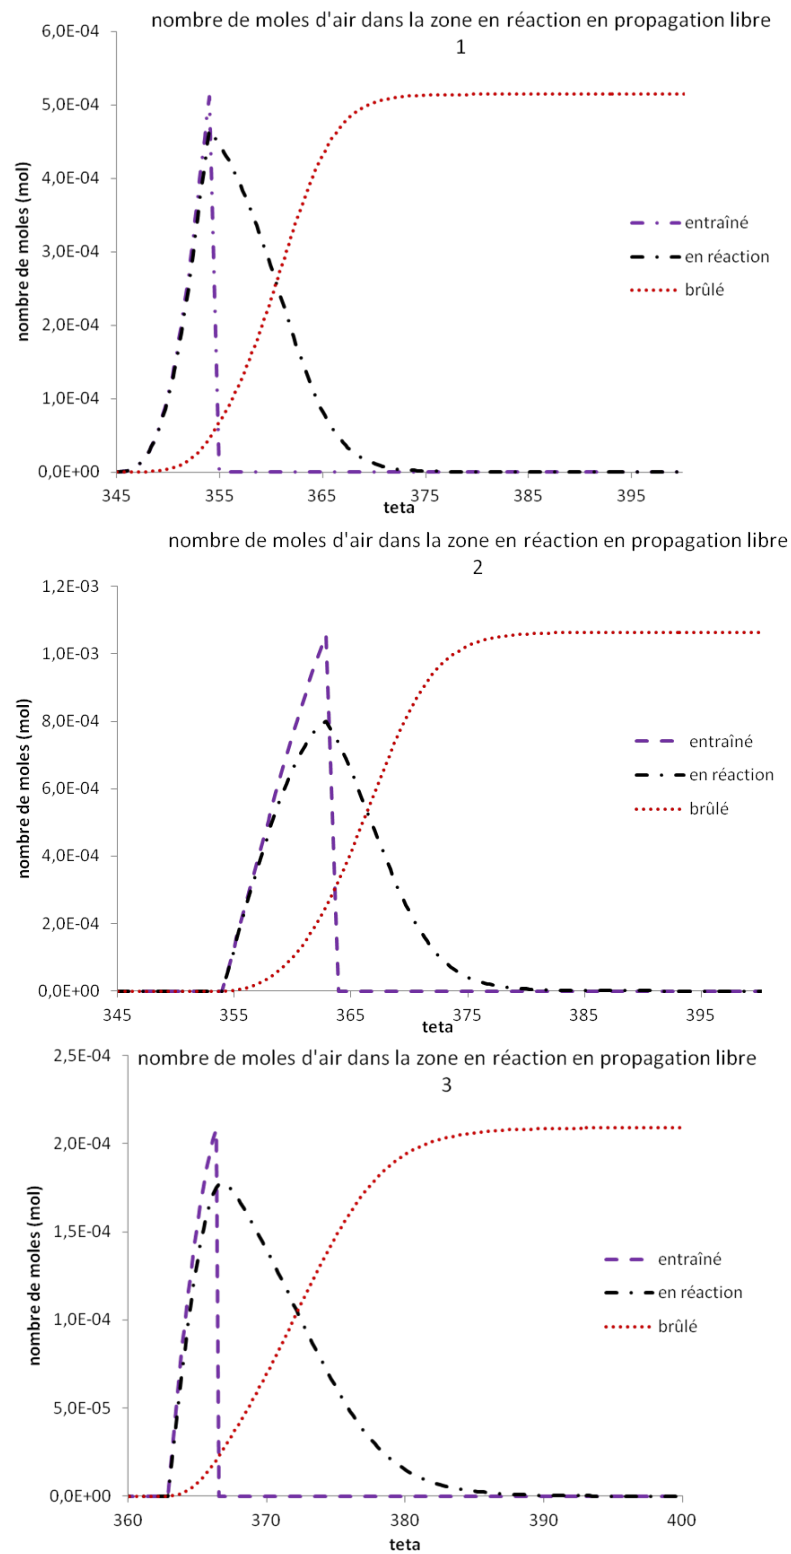 nombre de moles d'air dans la zone en réaction en propagation libre
1
6,0E-04
5,0E-04
4,0E-04
3,0E-04
2,0E-04
1,0E-04
0,0E+00
nombre de moles (mol)
entraîné
en réaction
brûlé
345 355 365 375 385 395
teta
nombre de moles d'air dans la zone en réaction en propagation libre
2
1,2E-03
1,0E-03
8,0E-04
6,0E-04
4,0E-04
2,0E-04
0,0E+00
nombre de moles (mol)
entraîné
en réaction
brûlé
345 355 365 375 385 395
teta
nombre de moles d'air dans la zone en réaction en propagation libre
3
2,5E-04
2,0E-04
1,5E-04
1,0E-04
5,0E-05
0,0E+00
nombre de moles (mol)
entraîné
en réaction
brûlé
360 370 380 390 400
teta